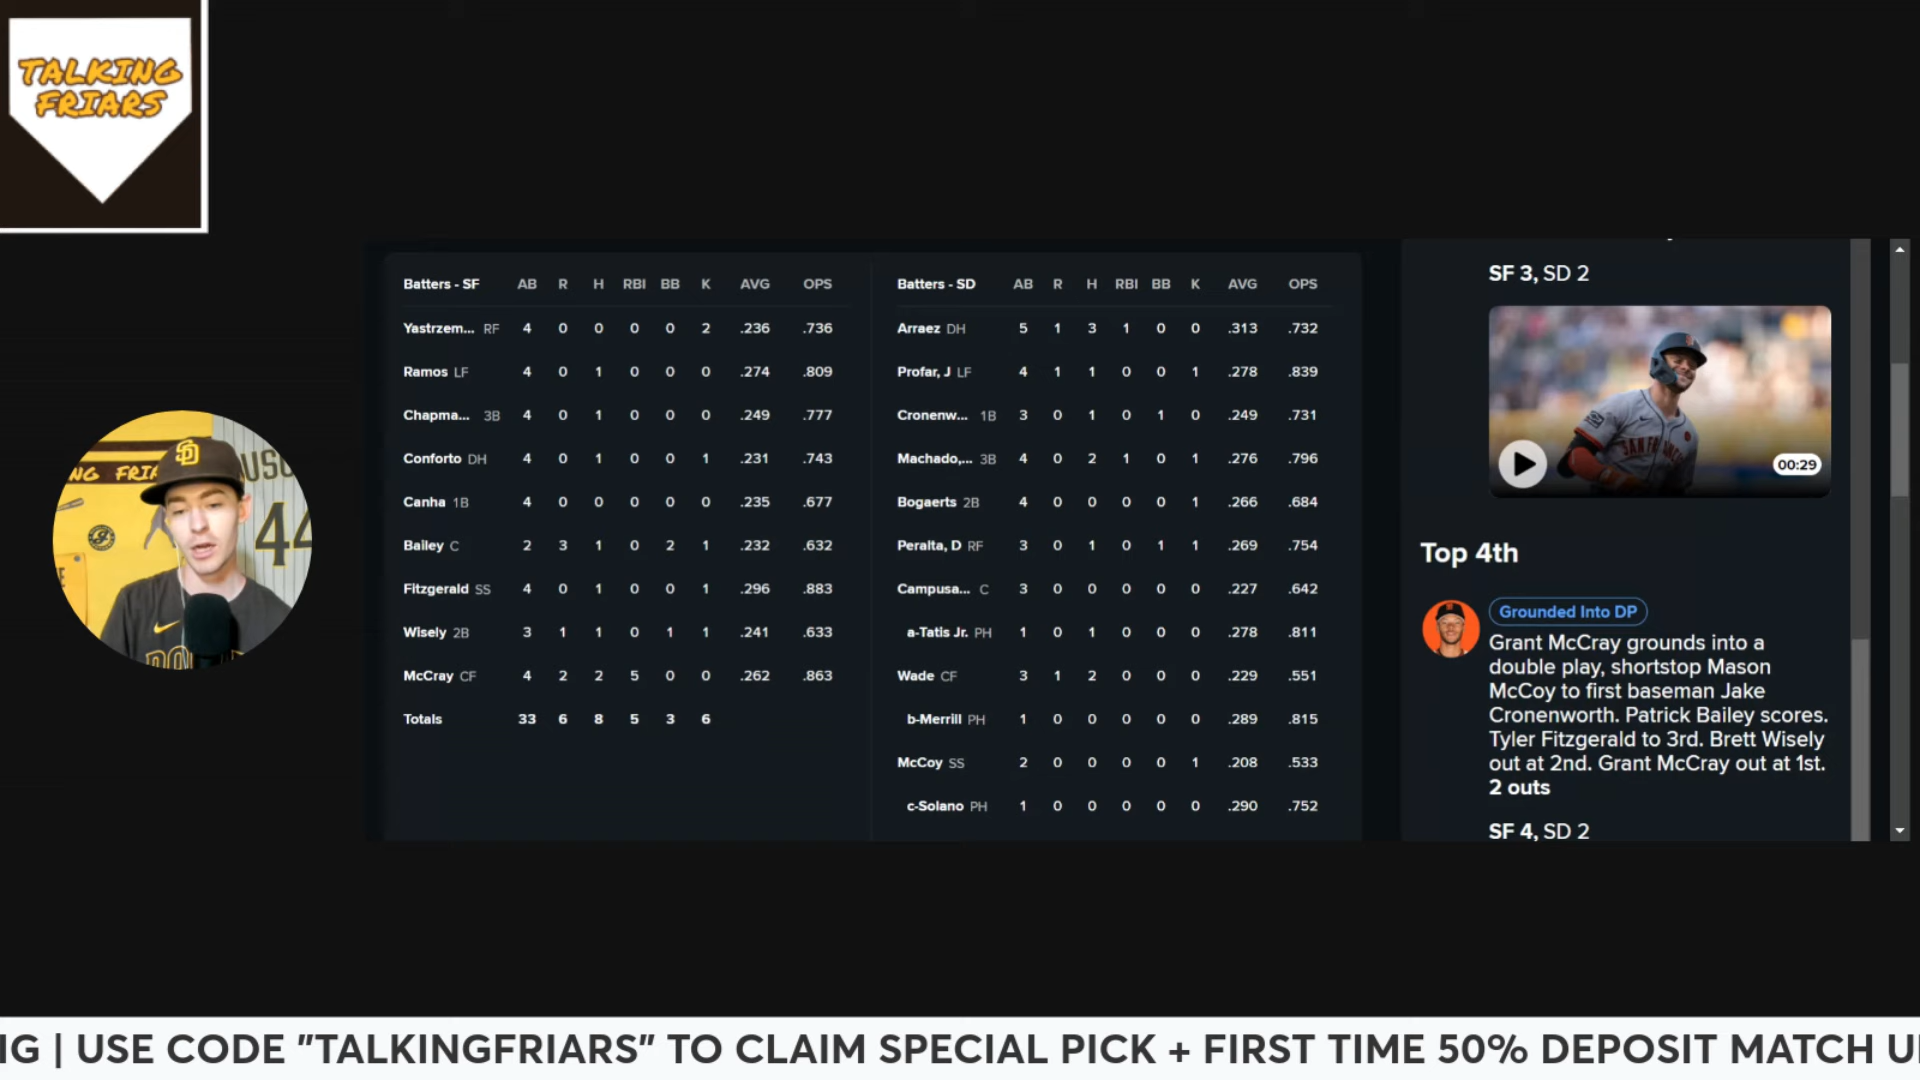 TALKING
FRIARS
Batters - SF AB R H RBI BB K AVG OPS
Yastrzem... RF 4 0 0 0 0 2 .236 .736
Ramos LF 4 0 1 0 0 0 .274 .809
Chapma... 3B 4 0 1 0 0 0 .249 .777
Conforto DH 4 0 1 0 0 1 .231 .743
Canha 1B 4 0 0 0 0 0 .235 .677
Bailey C 2 3 1 0 2 1 .232 .632
Fitzgerald SS 4 0 1 0 0 1 .296 .883
Wisely 2B 3 1 1 0 1 1 .241 .633
McCray CF 4 2 2 5 0 0 .262 .863
Totals 33 6 8 5 3 6
Batters - SD AB R H RBI BB K AVG OPS
Arraez DH 5 1 3 1 0 0 .313 .732
Profar, J LF 4 1 1 0 0 1 .278 .839
Cronenw... 1B 3 0 1 0 1 0 .249 .731
Machado,... 3B 4 0 2 1 0 1 .276 .796
Bogaerts 2B 4 0 0 0 0 1 .266 .684
Peralta, D RF 3 0 1 0 1 1 .269 .754
Campusa... C 3 0 0 0 0 0 .227 .642
a-Tatis Jr. PH 1 0 1 0 0 0 .278 .811
Wade CF 3 1 2 0 0 0 .229 .551
b-Merrill PH 1 0 0 0 0 0 .289 .815
McCoy SS 2 0 0 0 0 1 .208 .533
c-Solano PH 1 0 0 0 0 0 .290 .752
SF 3, SD 2
SAN FRANCISCO
00:29
Top 4th
Grounded Into DP
Grant McCray grounds into a
double play, shortstop Mason
McCoy to first baseman Jake
Cronenworth. Patrick Bailey scores.
Tyler Fitzgerald to 3rd. Brett Wisely
out at 2nd. Grant McCray out at 1st.
2 outs
SF 4, SD 2
NG FRIA
SD
USG
44
NG | USE CODE "TALKINGFRIARS" TO CLAIM SPECIAL PICK + FIRST TIME 50% DEPOSIT MATCH U